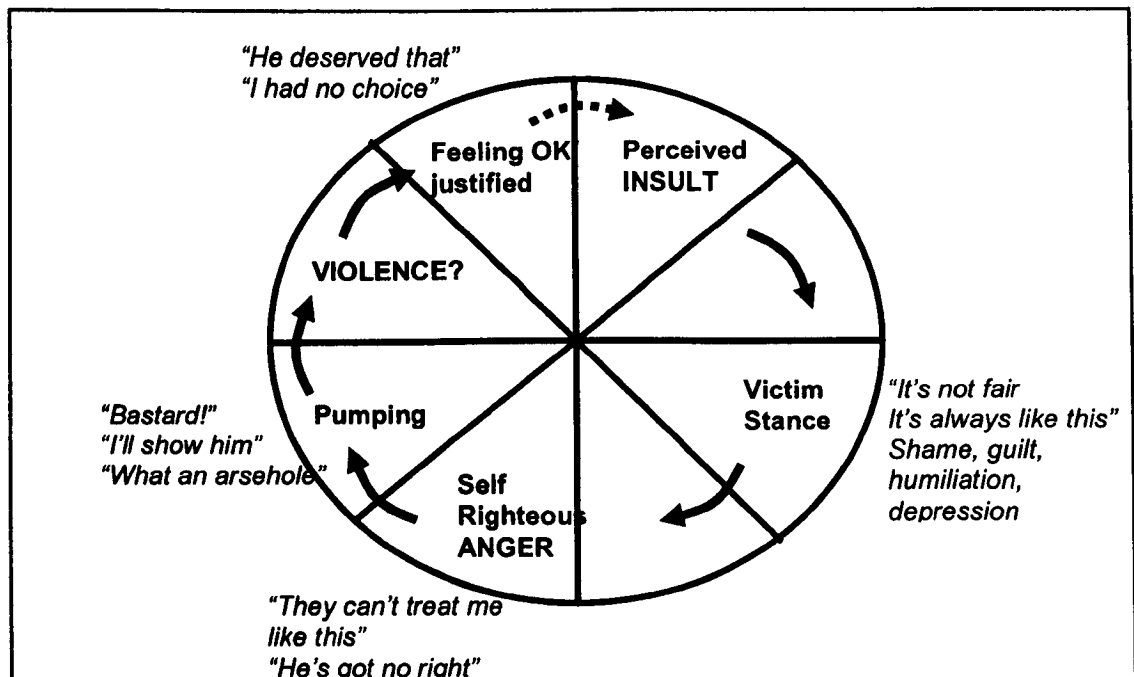 "He deserved that"
"I had no choice"
Feeling OK
justified
Perceived
INSULT
VIOLENCE?
Victim
Stance
"It's not fair
It's always like this"
Shame, guilt,
humiliation,
depression
Self
Righteous
ANGER
"They can't treat me
like this"
"He's got no right"
Pumping
"Bastard!"
"I'll show him"
"What an arsehole"